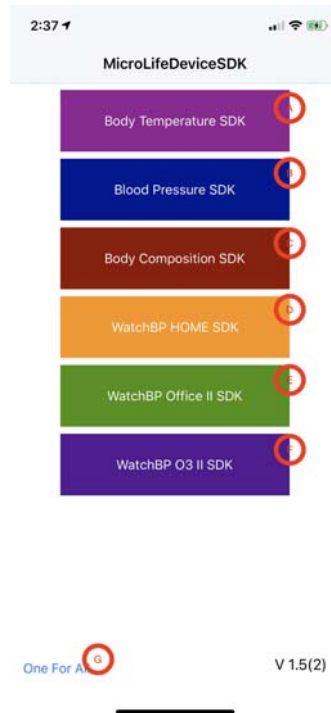 2:37
MicroLifeDeviceSDK
A
Body Temperature SDK
B
Blood Pressure SDK
C
Body Composition SDK
D
WatchBP HOME SDK
E
WatchBP Office II SDK
F
WatchBP O3 II SDK
G
One For All
V 1.5(2)